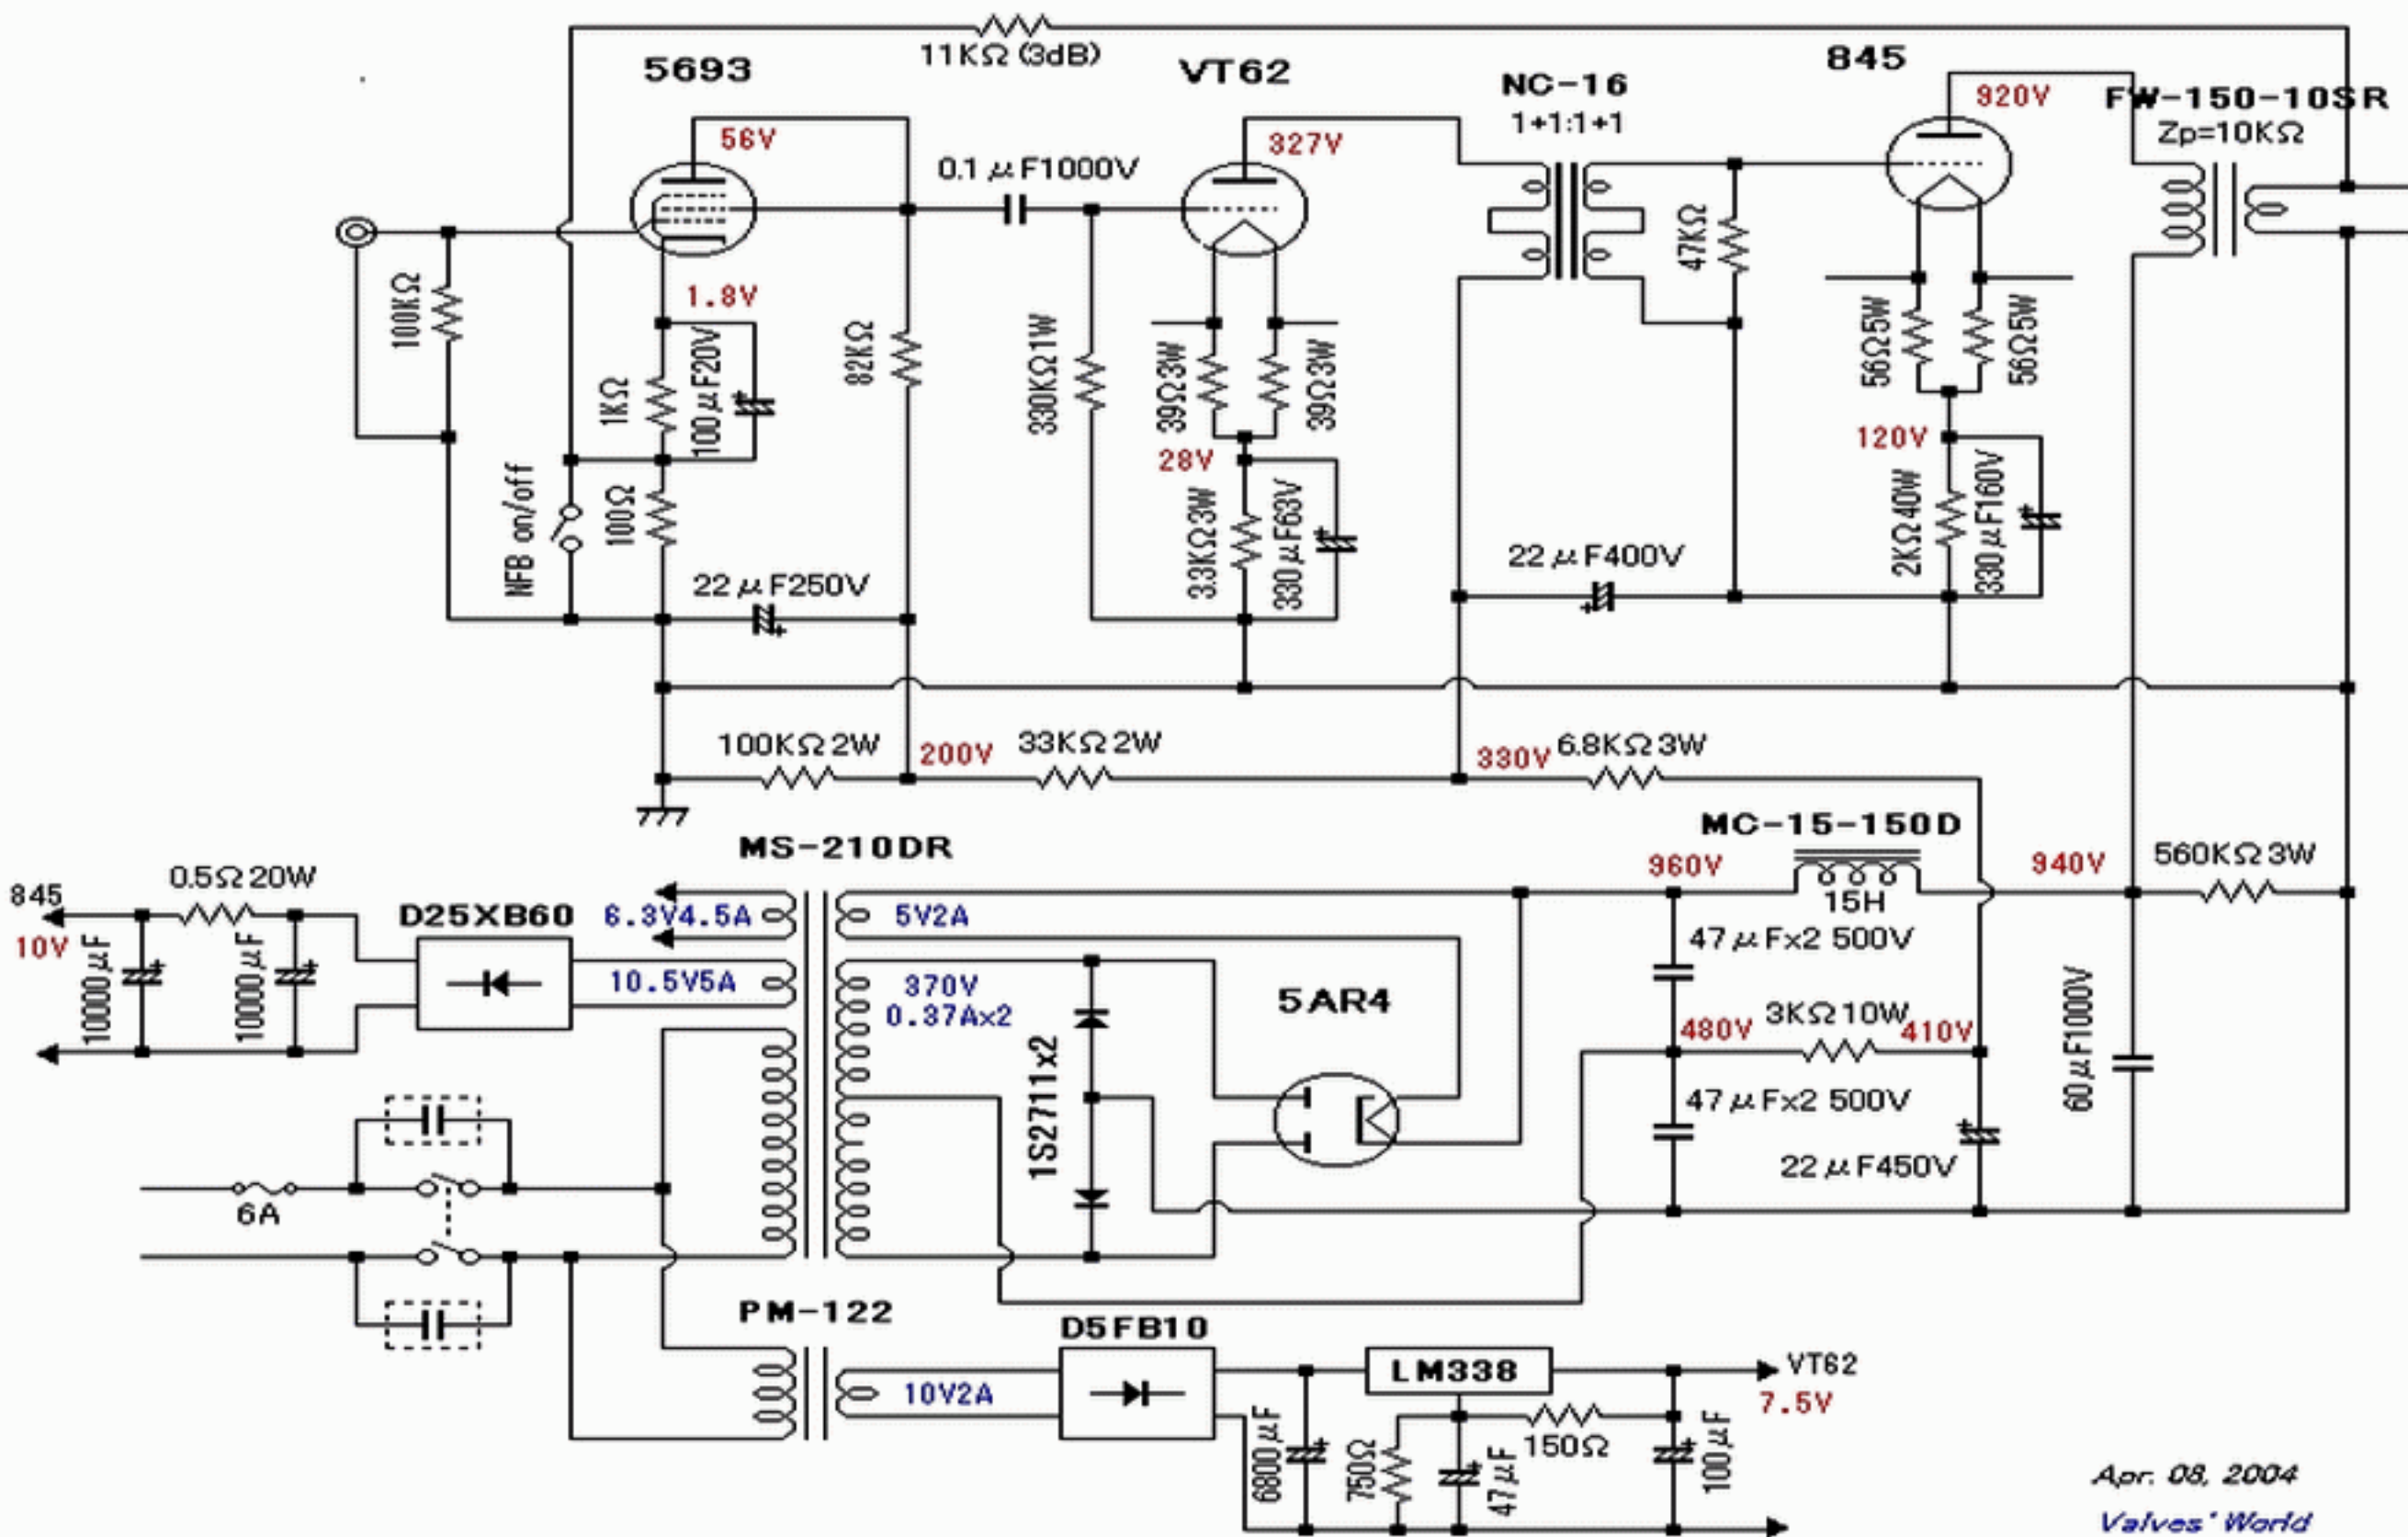 11KΩ (3dB)
5693
VT62
845
NC-16
1+1:1+1
FW-150-10SR
Zp=10KΩ
56V
327V
920V
0.1μF1000V
100KΩ
1.8V
1KΩ
100μF20V
82KΩ
330KΩ1W
39Ω3W
39Ω3W
47KΩ
56Ω5W
56Ω5W
28V
120V
NFB on/off
100Ω
3.3KΩ3W
330μF63V
2KΩ40W
330μF160V
22μF250V
22μF400V
100KΩ2W
200V
33KΩ2W
330V
6.8KΩ3W
MS-210DR
MC-15-150D
960V
15H
940V
560KΩ3W
845
10V
0.5Ω20W
10000μF
10000μF
D25XB60
6.3V4.5A
5V2A
10.5V5A
370V
0.37Ax2
1S2711x2
5AR4
47μFx2 500V
480V
3KΩ10W
410V
47μFx2 500V
22μF450V
60μF1000V
6A
PM-122
10V2A
D5FB10
LM338
VT62
7.5V
6800μF
750Ω
47μF
150Ω
100μF
Apr. 08, 2004
Valves' World